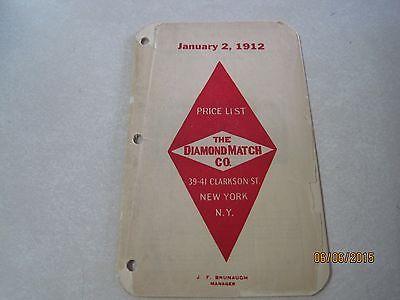 January 2, 1912
PRICE LIST
THE
DIAMOND MATCH
CO.
39-41 CLARKSON ST.
NEW YORK
N.Y.
J. F. BRUNAUGH
MANAGER
06/06/2015